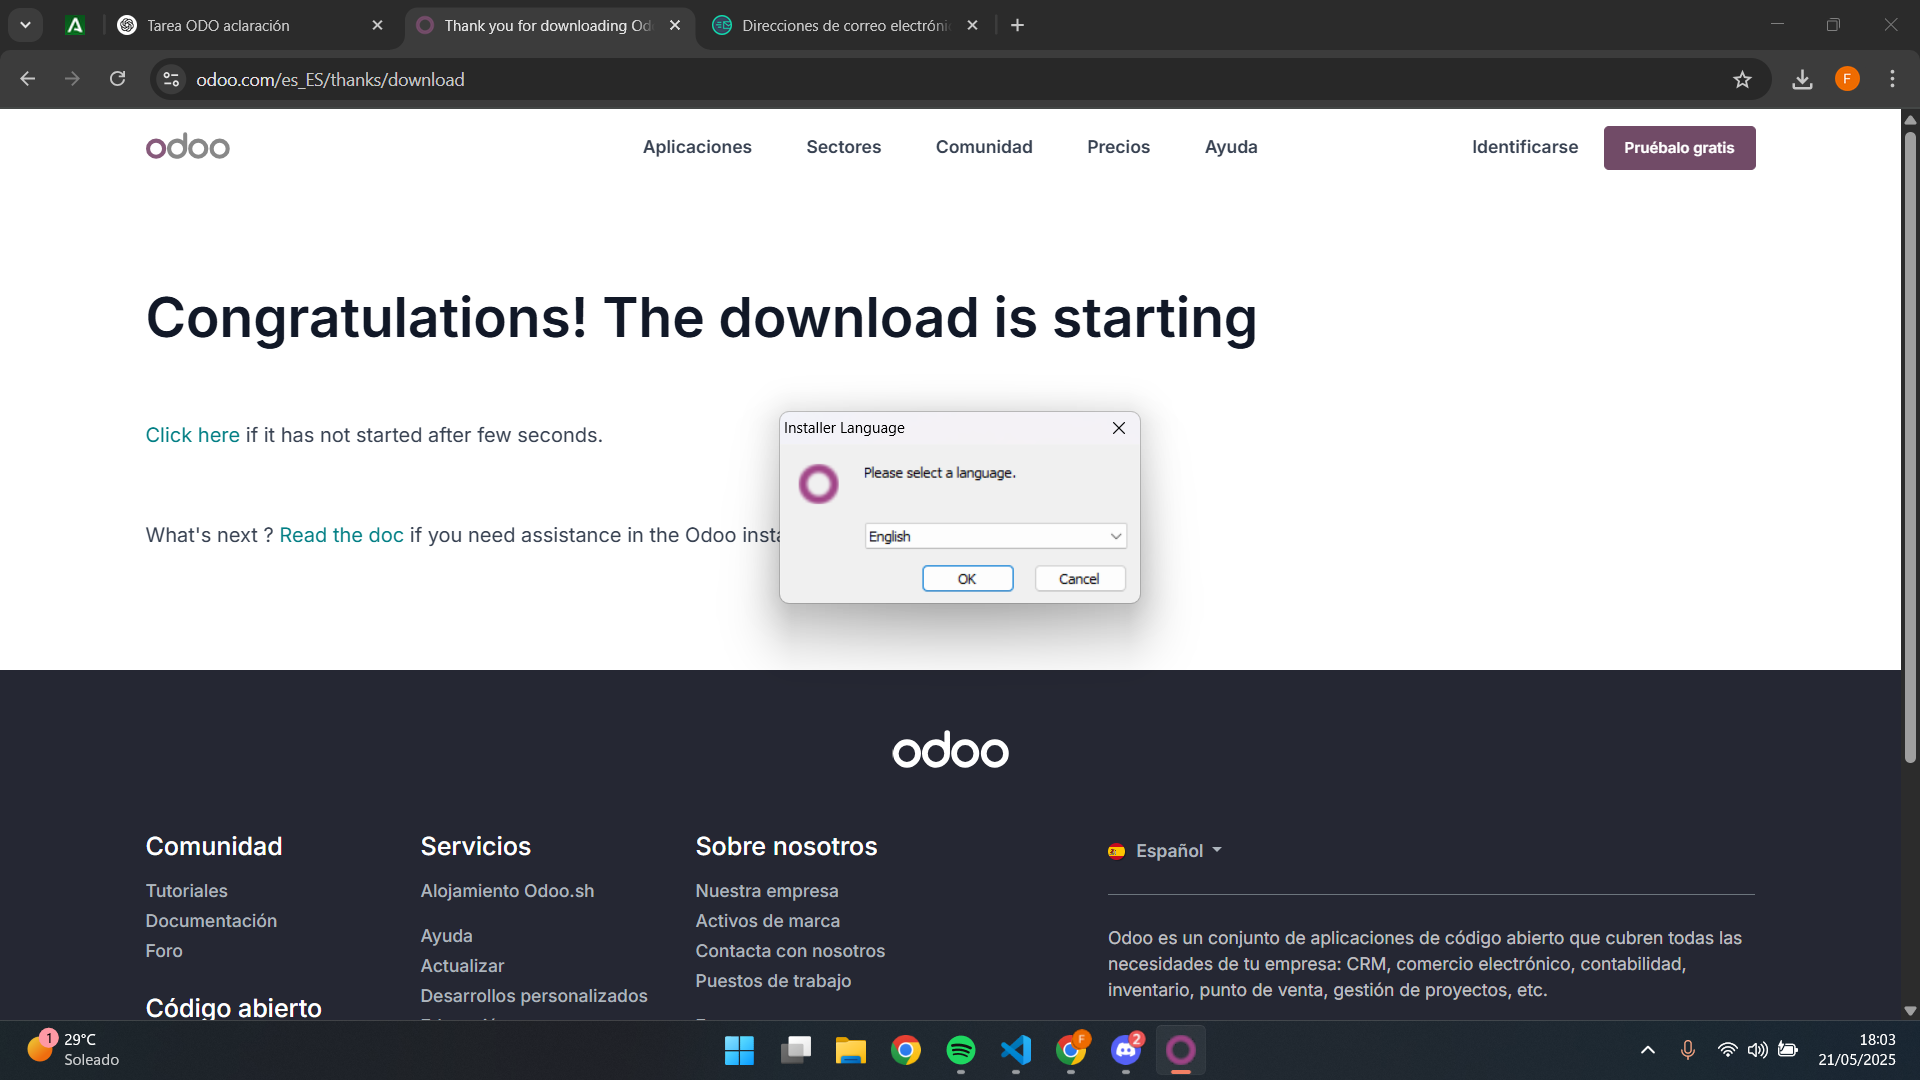 Tarea ODO aclaración
Thank you for downloading Od
Direcciones de correo electróni
odoo.com/es_ES/thanks/download
F
odoo
Aplicaciones
Sectores
Comunidad
Precios
Ayuda
Identificarse
Pruébalo gratis
Congratulations! The download is starting
Click here if it has not started after few seconds.
What's next ? Read the doc if you need assistance in the Odoo insta
Installer Language
Please select a language.
English
OK
Cancel
odoo
Comunidad
Tutoriales
Documentación
Foro
Código abierto
Servicios
Alojamiento Odoo.sh
Ayuda
Actualizar
Desarrollos personalizados
Sobre nosotros
Nuestra empresa
Activos de marca
Contacta con nosotros
Puestos de trabajo
Español
Odoo es un conjunto de aplicaciones de código abierto que cubren todas las
necesidades de tu empresa: CRM, comercio electrónico, contabilidad,
inventario, punto de venta, gestión de proyectos, etc.
1
29°C
Soleado
F
2
18:03
21/05/2025